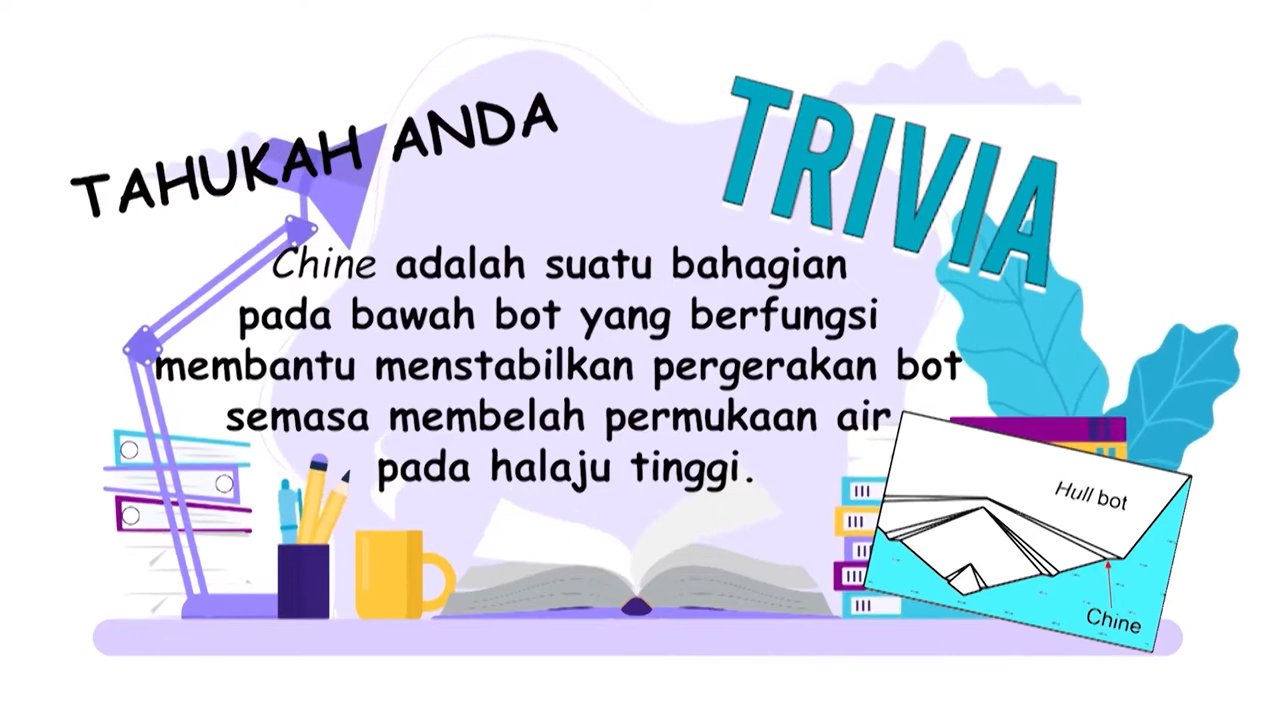 TAHUKAH ANDA
TRIVIA
Chine adalah suatu bahagian
pada bawah bot yang berfungsi
membantu menstabilkan pergerakan bot
semasa membelah permukaan air
pada halaju tinggi.
Hull bot
Chine